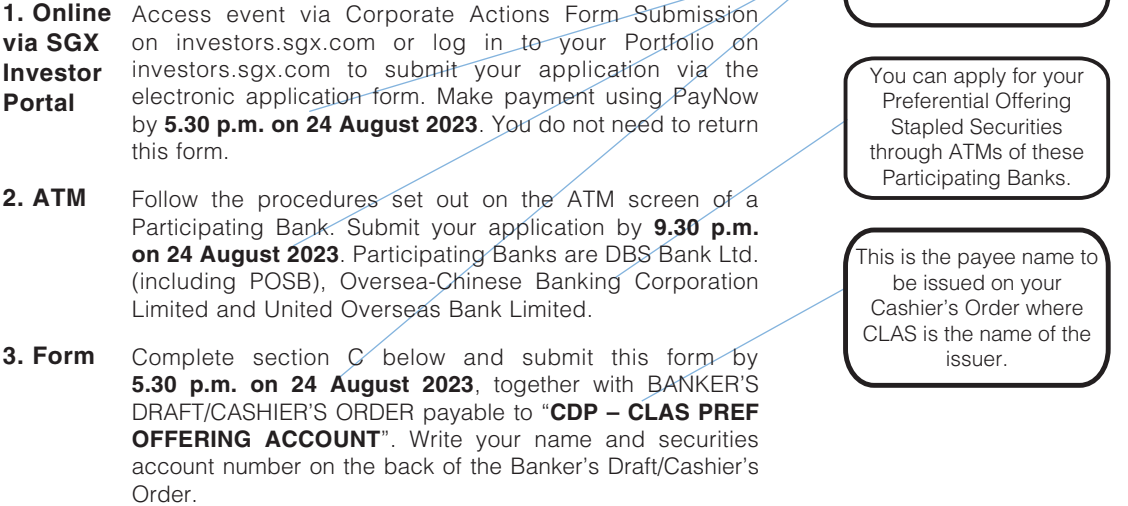 1. Online via SGX Investor Portal
Access event via Corporate Actions Form Submission
on investors.sgx.com or log in to your Portfolio on
investors.sgx.com to submit your application via the
electronic application form. Make payment using PayNow
by 5.30 p.m. on 24 August 2023. You do not need to return
this form.
2. ATM
Follow the procedures set out on the ATM screen of a
Participating Bank. Submit your application by 9.30 p.m.
on 24 August 2023. Participating Banks are DBS Bank Ltd.
(including POSB), Oversea-Chinese Banking Corporation
Limited and United Overseas Bank Limited.
3. Form
Complete section C below and submit this form by
5.30 p.m. on 24 August 2023, together with BANKER'S
DRAFT/CASHIER'S ORDER payable to “CDP – CLAS PREF
OFFERING ACCOUNT”. Write your name and securities
account number on the back of the Banker's Draft/Cashier's
Order.
You can apply for your
Preferential Offering
Stapled Securities
through ATMs of these
Participating Banks.
This is the payee name to
be issued on your
Cashier's Order where
CLAS is the name of the
issuer.